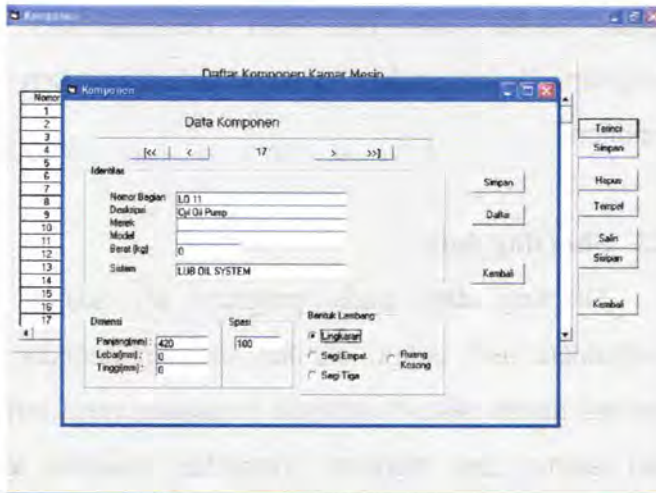 Komponen
Daftar Komponen Kamar Mesin
Nomor
1
2
3
4
5
6
7
8
9
10
11
12
13
14
15
16
17
Terinci
Simpan
Hapus
Tempel
Salin
Sisipan
Kembali
Komponen
Data Komponen
[<< < 17 > >>]
Identitas
Nomor Bagian LO 11
Deskripsi Cyl Oil Pump
Merek
Model
Berat (kg) 0
Sistem LUB OIL SYSTEM
Simpan
Daftar
Kembali
Dimensi
Panjang(mm) : 420
Lebar(mm) : 0
Tinggi(mm) : 0
Spasi
100
Bentuk Lambang
Lingkaran
Segi Empat
Segi Tiga
Ruang
Kosong